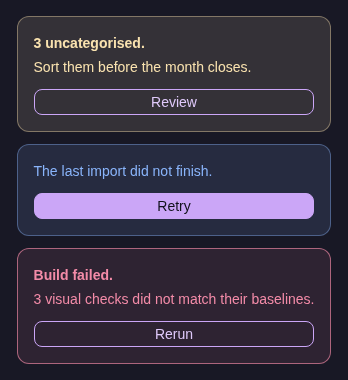 3 uncategorised.
Sort them before the month closes.
Review
The last import did not finish.
Retry
Build failed.
3 visual checks did not match their baselines.
Rerun